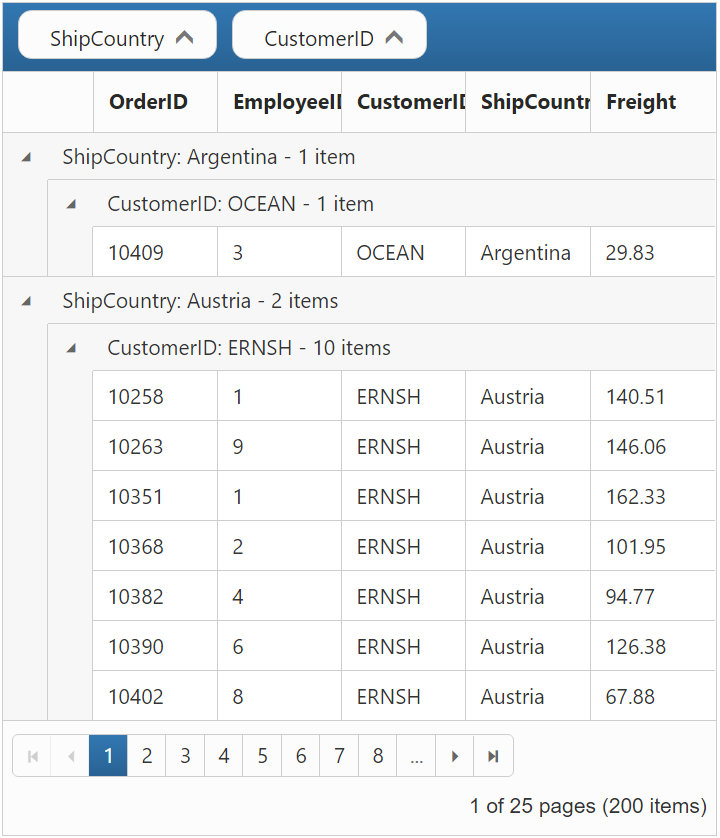 ShipCountry CustomerID
OrderID EmployeeI CustomerID ShipCountr Freight
ShipCountry: Argentina - 1 item
CustomerID: OCEAN - 1 item
10409 3 OCEAN Argentina 29.83
ShipCountry: Austria - 2 items
CustomerID: ERNSH - 10 items
10258 1 ERNSH Austria 140.51
10263 9 ERNSH Austria 146.06
10351 1 ERNSH Austria 162.33
10368 2 ERNSH Austria 101.95
10382 4 ERNSH Austria 94.77
10390 6 ERNSH Austria 126.38
10402 8 ERNSH Austria 67.88
1 2 3 4 5 6 7 8 ...
1 of 25 pages (200 items)